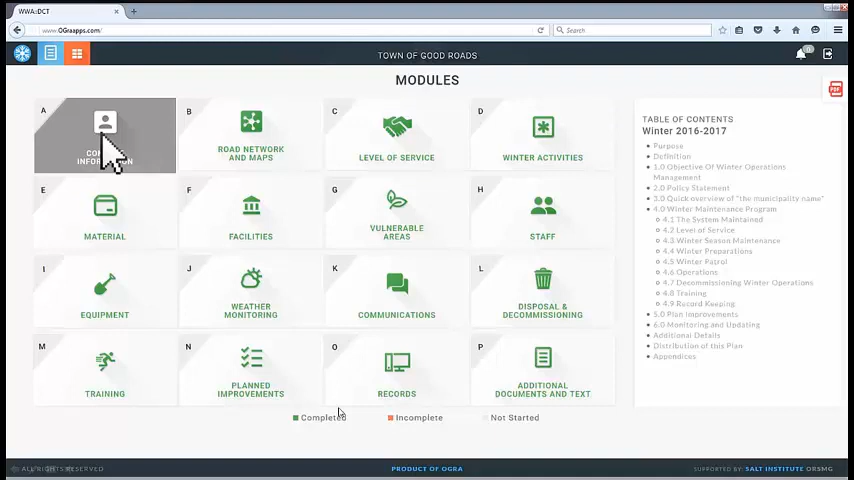 WWA:DCT
www.OGraapps.com/
Search
TOWN OF GOOD ROADS
0
MODULES
PDF
A
INFORMATION
B
ROAD NETWORK
AND MAPS
C
LEVEL OF SERVICE
D
WINTER ACTIVITIES
E
MATERIAL
F
FACILITIES
G
VULNERABLE
AREAS
H
STAFF
I
EQUIPMENT
J
WEATHER
MONITORING
K
COMMUNICATIONS
L
DISPOSAL &
DECOMMISSIONING
M
TRAINING
N
PLANNED
IMPROVEMENTS
O
RECORDS
P
ADDITIONAL
DOCUMENTS AND TEXT
Completed
Incomplete
Not Started
TABLE OF CONTENTS
Winter 2016-2017
Purpose
Definition
1.0 Objective Of Winter Operations
Management
2.0 Policy Statement
3.0 Quick overview of "the municipality name"
4.0 Winter Maintenance Program
4.1 The System Maintained
4.2 Level of Service
4.3 Winter Season Maintenance
4.4 Winter Preparations
4.5 Winter Patrol
4.6 Operations
4.7 Decommissioning Winter Operations
4.8 Training
4.9 Record Keeping
5.0 Plan Improvements
6.0 Monitoring and Updating
Additional Details
Distribution of this Plan
Appendices
ALL RIGHTS RESERVED
PRODUCT OF OGRA
SUPPORTED BY: SALT INSTITUTE ORSMG